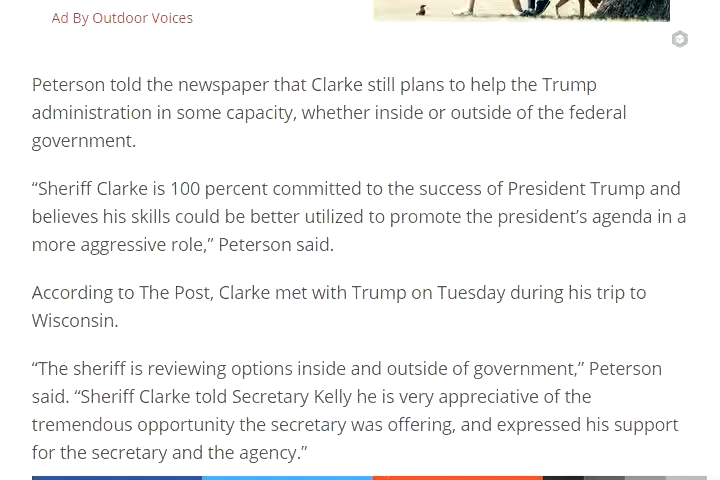 Ad By Outdoor Voices
Peterson told the newspaper that Clarke still plans to help the Trump
administration in some capacity, whether inside or outside of the federal
government.
“Sheriff Clarke is 100 percent committed to the success of President Trump and
believes his skills could be better utilized to promote the president’s agenda in a
more aggressive role,” Peterson said.
According to The Post, Clarke met with Trump on Tuesday during his trip to
Wisconsin.
“The sheriff is reviewing options inside and outside of government,” Peterson
said. “Sheriff Clarke told Secretary Kelly he is very appreciative of the
tremendous opportunity the secretary was offering, and expressed his support
for the secretary and the agency.”